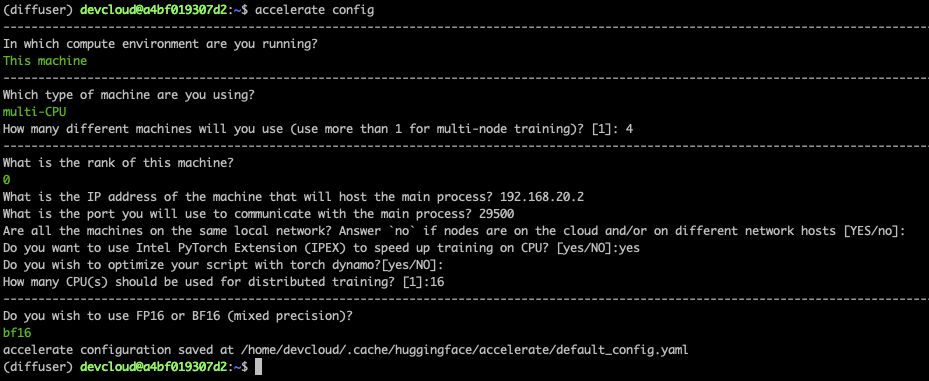 (diffuser) devcloud@a4bf019307d2:~$ accelerate config
In which compute environment are you running?
This machine
Which type of machine are you using?
multi-CPU
How many different machines will you use (use more than 1 for multi-node training)? [1]: 4
What is the rank of this machine?
0
What is the IP address of the machine that will host the main process? 192.168.20.2
What is the port you will use to communicate with the main process? 29500
Are all the machines on the same local network? Answer `no` if nodes are on the cloud and/or on different network hosts [YES/no]:
Do you want to use Intel PyTorch Extension (IPEX) to speed up training on CPU? [yes/NO]:yes
Do you wish to optimize your script with torch dynamo?[yes/NO]:
How many CPU(s) should be used for distributed training? [1]:16
Do you wish to use FP16 or BF16 (mixed precision)?
bf16
accelerate configuration saved at /home/devcloud/.cache/huggingface/accelerate/default_config.yaml
(diffuser) devcloud@a4bf019307d2:~$